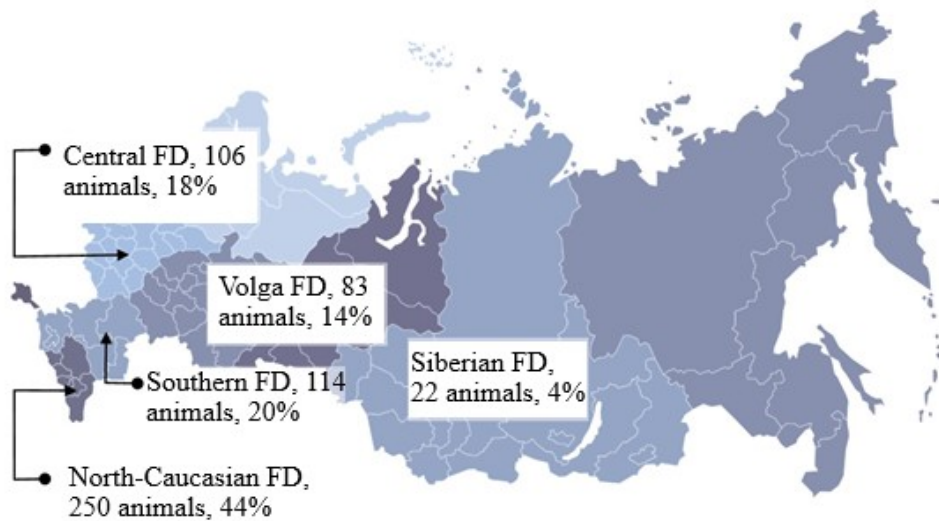 Central FD, 106
animals, 18%
Volga FD, 83
animals, 14%
Siberian FD,
22 animals, 4%
Southern FD, 114
animals, 20%
North-Caucasian FD,
250 animals, 44%